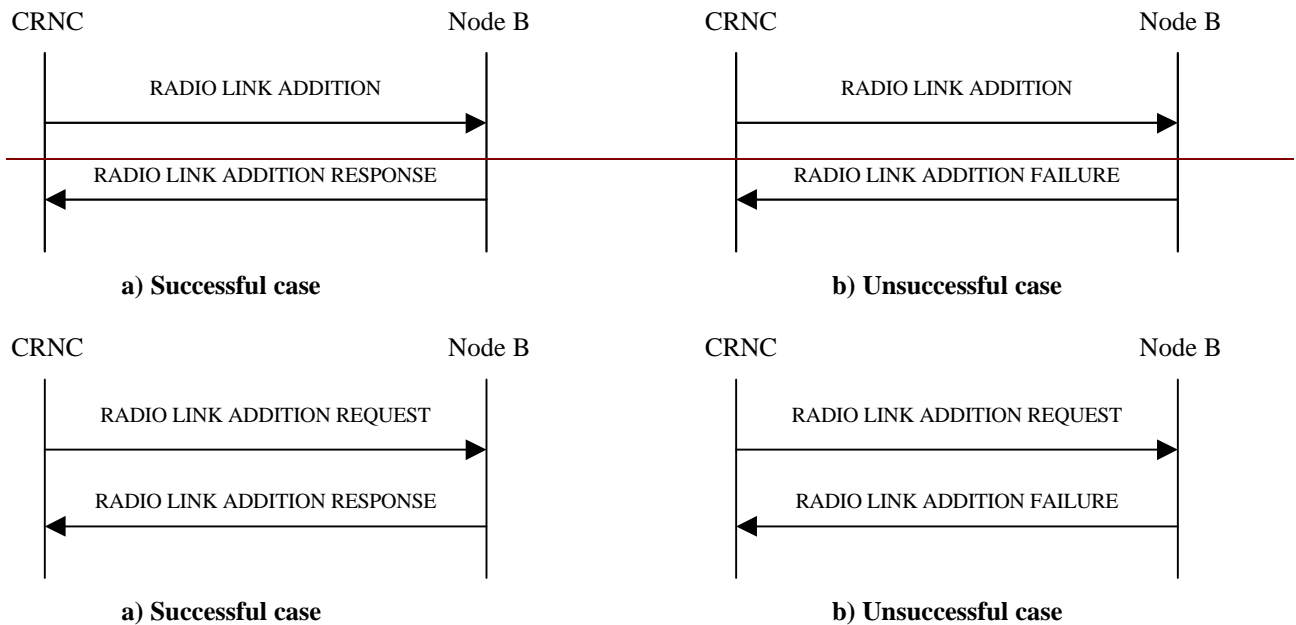 CRNC Node B CRNC Node B
RADIO LINK ADDITION RADIO LINK ADDITION
RADIO LINK ADDITION RESPONSE RADIO LINK ADDITION FAILURE
a) Successful case b) Unsuccessful case
CRNC Node B CRNC Node B
RADIO LINK ADDITION REQUEST RADIO LINK ADDITION REQUEST
RADIO LINK ADDITION RESPONSE RADIO LINK ADDITION FAILURE
a) Successful case b) Unsuccessful case